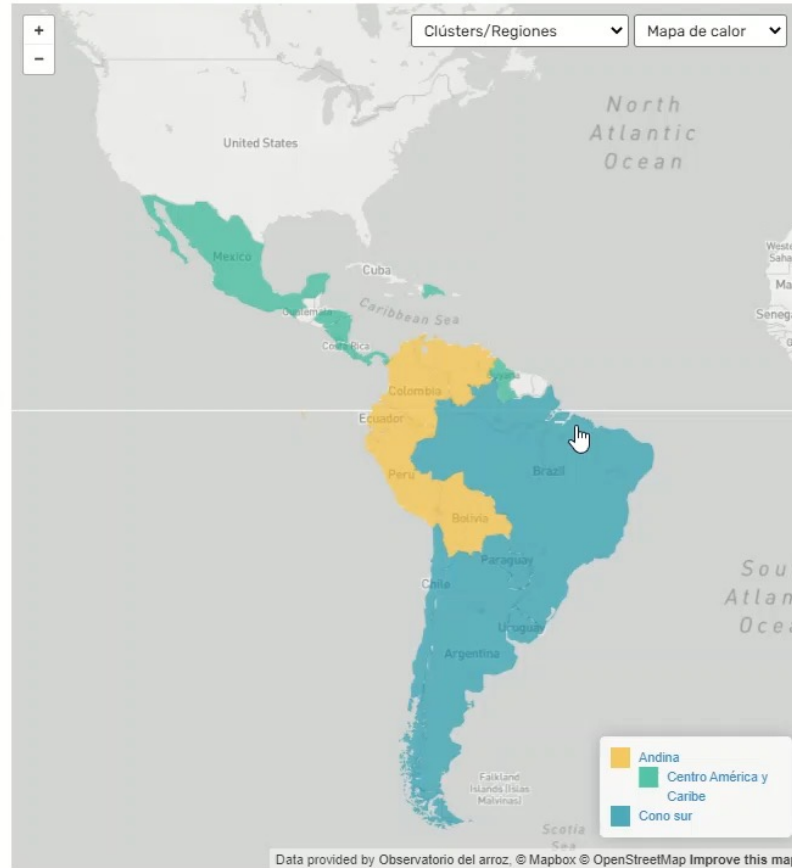 +
Clústers/Regiones
Mapa de calor
−
North
Atlantic
Ocean
United States
Mexico
Cuba
Guatemala
Caribbean Sea
Costa Rica
Guyana
Colombia
Ecuador
Peru
Brazil
Bolivia
Paraguay
Chile
Uruguay
Argentina
Sou
Atlan
Ocea
Falkland
Islands (Islas
Malvinas)
Scotia
Sea
Andina
Centro América y
Caribe
Cono sur
Data provided by Observatorio del arroz, © Mapbox © OpenStreetMap Improve this map